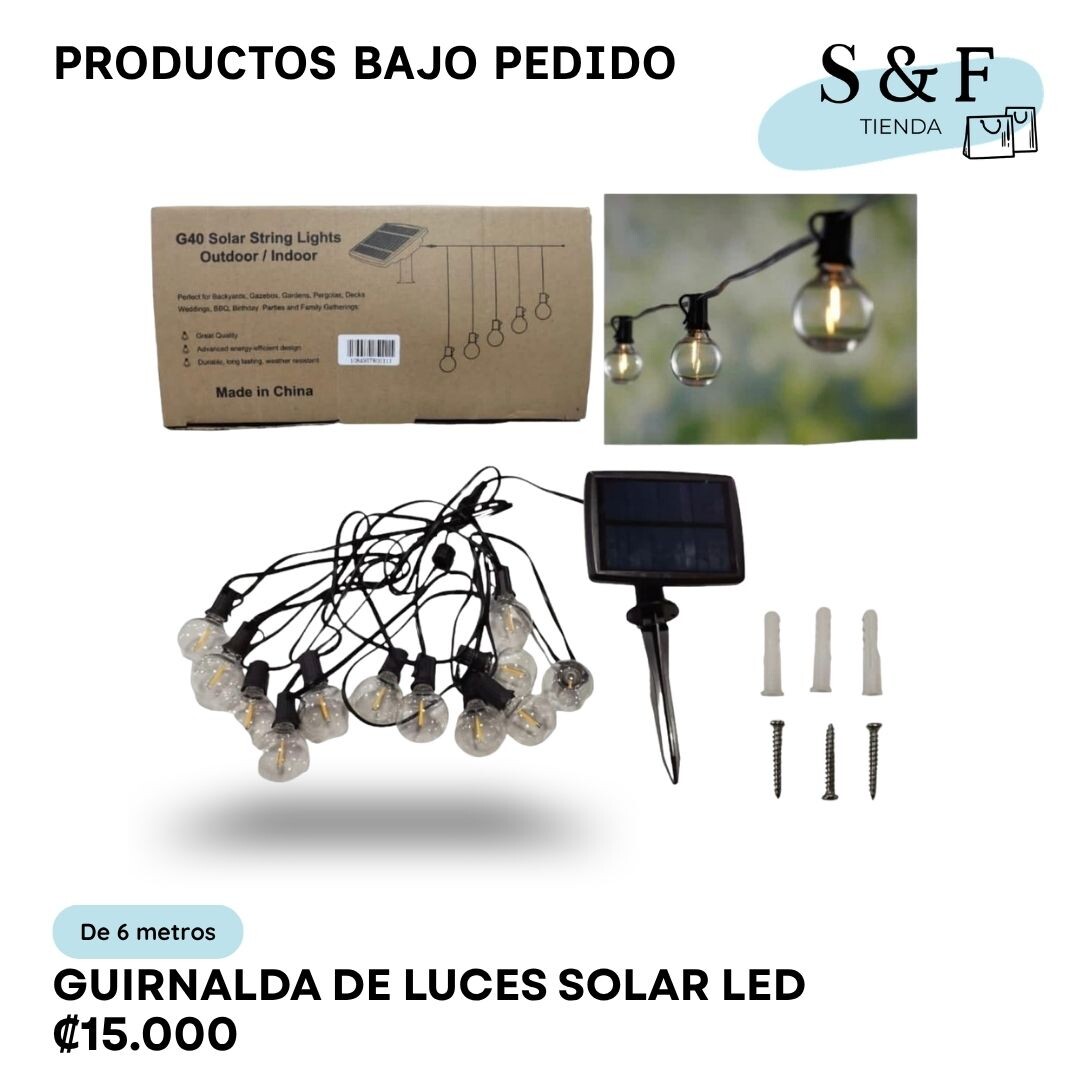 PRODUCTOS BAJO PEDIDO
S & F
TIENDA
G40 Solar String Lights
Outdoor / Indoor
Perfect for Backyards, Gazebos, Gardens, Pergolas, Decks
Weddings, BBQ, Birthday Parties and Family Gatherings
Great Quality
Advanced energy-efficient design
Durable, long lasting, weather resistant
Made in China
De 6 metros
GUIRNALDA DE LUCES SOLAR LED
₡15.000